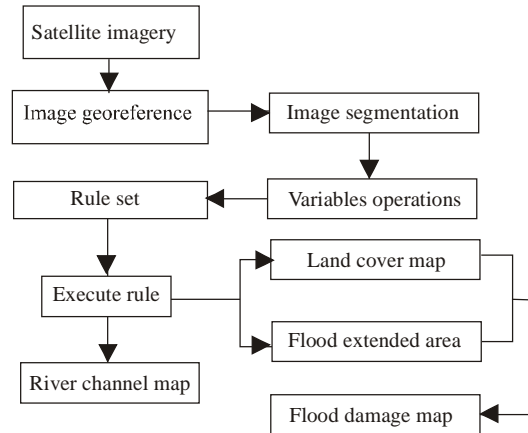 Satellite imagery
Image georeference
Image segmentation
Rule set
Variables operations
Land cover map
Execute rule
Flood extended area
River channel map
Flood damage map